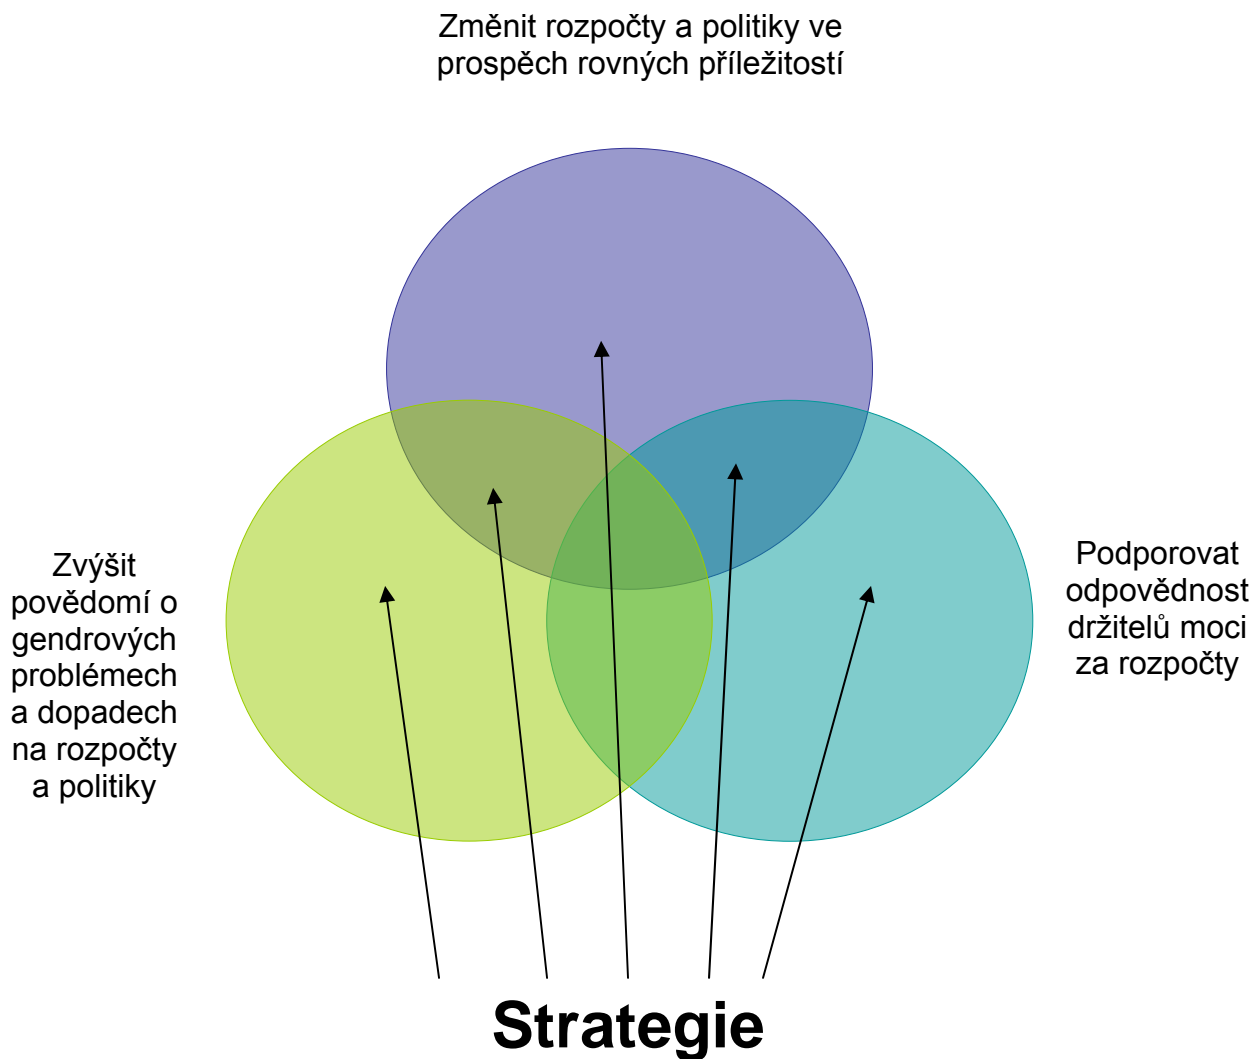 Změnit rozpočty a politiky ve
prospěch rovných příležitostí
Zvýšit
povědomí o
gendrových
problémech
a dopadech
na rozpočty
a politiky
Podporovat
odpovědnost
držitelů moci
za rozpočty
Strategie